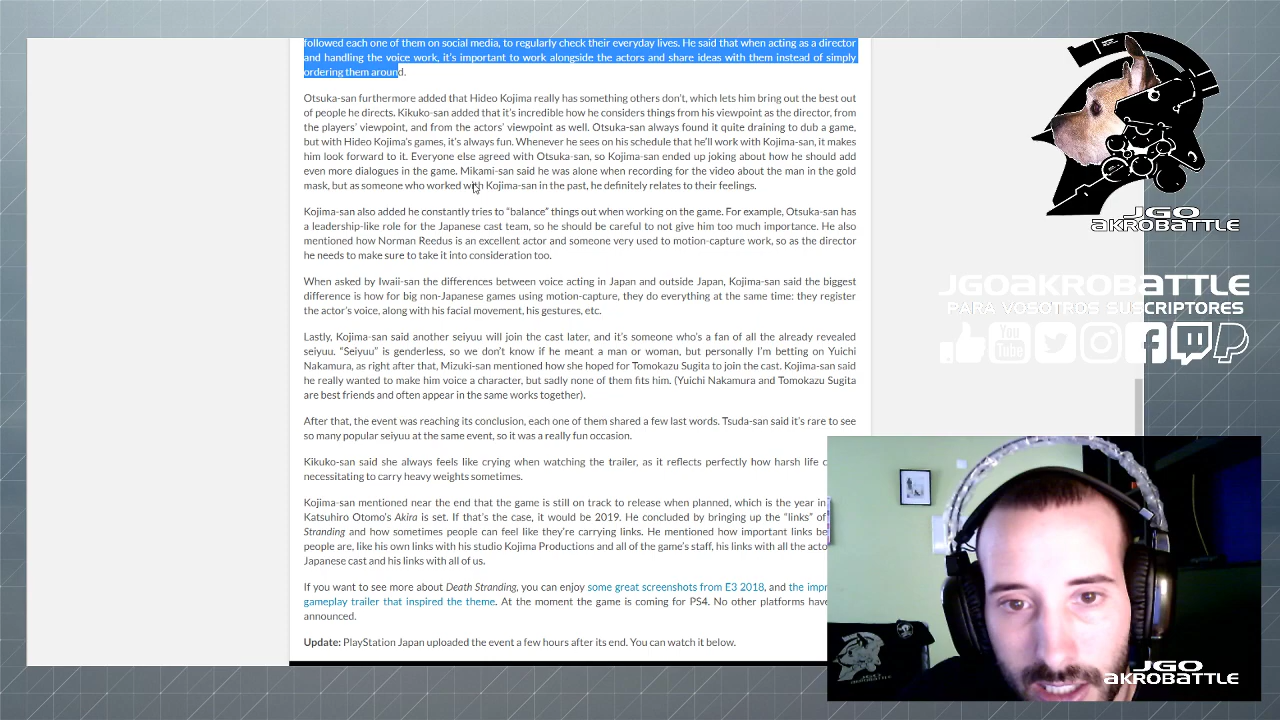 followed each one of them on social media, to regularly check their everyday lives. He said that when acting as a director
and handling the voice work, it's important to work alongside the actors and share ideas with them instead of simply
ordering them around.
Otsuka-san furthermore added that Hideo Kojima really has something others don't, which lets him bring out the best out
of people he directs. Kikuko-san added that it's incredible how he considers things from his viewpoint as the director, from
the players' viewpoint, and from the actors' viewpoint as well. Otsuka-san always found it quite draining to dub a game,
but with Hideo Kojima's games, it's always fun. Whenever he sees on his schedule that he'll work with Kojima-san, it makes
him look forward to it. Everyone else agreed with Otsuka-san, so Kojima-san ended up joking about how he should add
even more dialogues in the game. Mikami-san said he was alone when recording for the video about the man in the gold
mask, but as someone who worked with Kojima-san in the past, he definitely relates to their feelings.
Kojima-san also added he constantly tries to "balance" things out when working on the game. For example, Otsuka-san has
a leadership-like role for the Japanese cast team, so he should be careful to not give him too much importance. He also
mentioned how Norman Reedus is an excellent actor and someone very used to motion-capture work, so as the director
he needs to make sure to take it into consideration too.
When asked by Iwaii-san the differences between voice acting in Japan and outside Japan, Kojima-san said the biggest
difference is how for big non-Japanese games using motion-capture, they do everything at the same time: they register
the actor's voice, along with his facial movement, his gestures, etc.
Lastly, Kojima-san said another seiyuu will join the cast later, and it's someone who's a fan of all the already revealed
seiyuu. "Seiyuu" is genderless, so we don't know if he meant a man or woman, but personally I'm betting on Yuichi
Nakamura, as right after that, Mizuki-san mentioned how she hoped for Tomokazu Sugita to join the cast. Kojima-san said
he really wanted to make him voice a character, but sadly none of them fits him. (Yuichi Nakamura and Tomokazu Sugita
are best friends and often appear in the same works together).
After that, the event was reaching its conclusion, each one of them shared a few last words. Tsuda-san said it's rare to see
so many popular seiyuu at the same event, so it was a really fun occasion.
Kikuko-san said she always feels like crying when watching the trailer, as it reflects perfectly how harsh life c
necessitating to carry heavy weights sometimes.
Kojima-san mentioned near the end that the game is still on track to release when planned, which is the year in
Katsuhiro Otomo's Akira is set. If that's the case, it would be 2019. He concluded by bringing up the "links" of
Stranding and how sometimes people can feel like they're carrying links. He mentioned how important links be
people are, like his own links with his studio Kojima Productions and all of the game's staff, his links with all the acto
Japanese cast and his links with all of us.
If you want to see more about Death Stranding, you can enjoy some great screenshots from E3 2018, and the impr
gameplay trailer that inspired the theme. At the moment the game is coming for PS4. No other platforms have
announced.
Update: PlayStation Japan uploaded the event a few hours after its end. You can watch it below.
JGO
AKROBATTLE
JGOAKROBATTLE
PARA VOSOTROS SUSCRIPTORES
You
Tube
JGO
AKROBATTLE